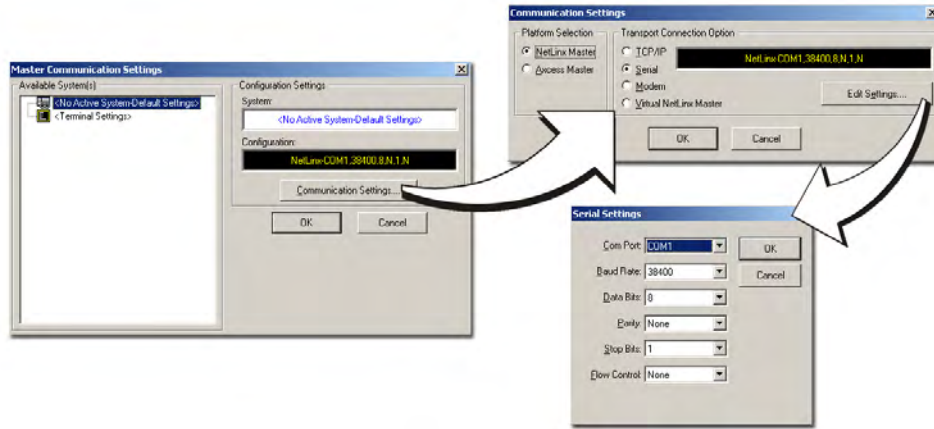 Master Communication Settings
Available System(s)
<No Active System-Default Settings>
<Terminal Settings>
Configuration Settings
System:
<No Active System-Default Settings>
Configuration:
NetLinx-COM1,38400,8,N,1,N
Communication Settings...
OK
Cancel
Communication Settings
Platform Selection
NetLinx Master
Axcess Master
Transport Connection Option
TCP/IP
Serial
Modem
Virtual NetLinx Master
NetLinx-COM1,38400,8,N,1,N
Edit Settings....
OK
Cancel
Serial Settings
Com Port: COM1
Baud Rate: 38400
Data Bits: 8
Parity: None
Stop Bits: 1
Flow Control: None
OK
Cancel